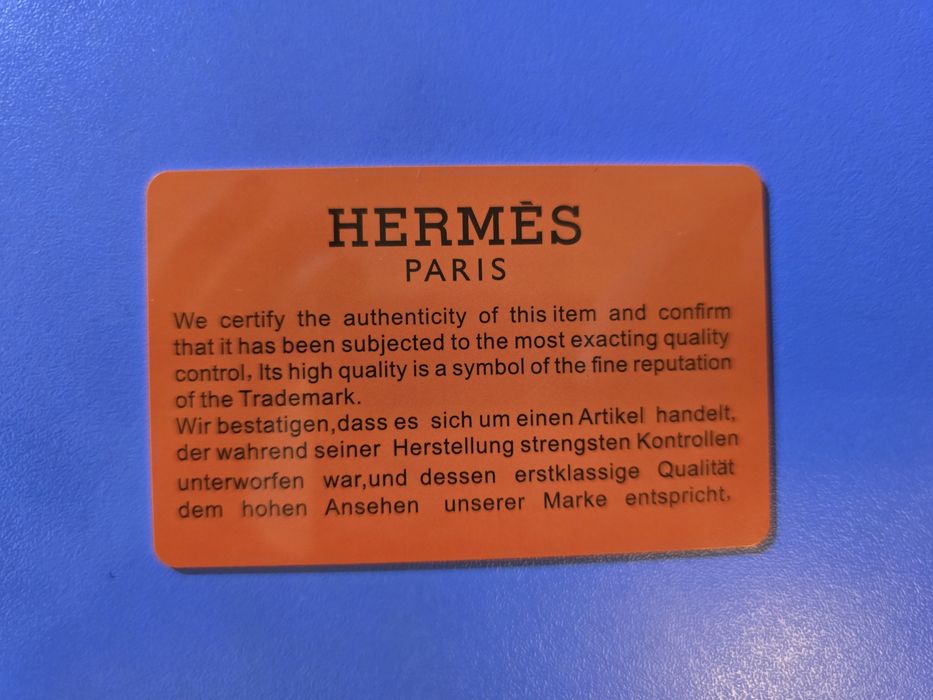 HERMÈS
PARIS
We certify the authenticity of this item and confirm
that it has been subjected to the most exacting quality
control, Its high quality is a symbol of the fine reputation
of the Trademark.
Wir bestatigen,dass es sich um einen Artikel handelt,
der wahrend seiner Herstellung strengsten Kontrollen
unterworfen war,und dessen erstklassige Qualität
dem hohen Ansehen unserer Marke entspricht,